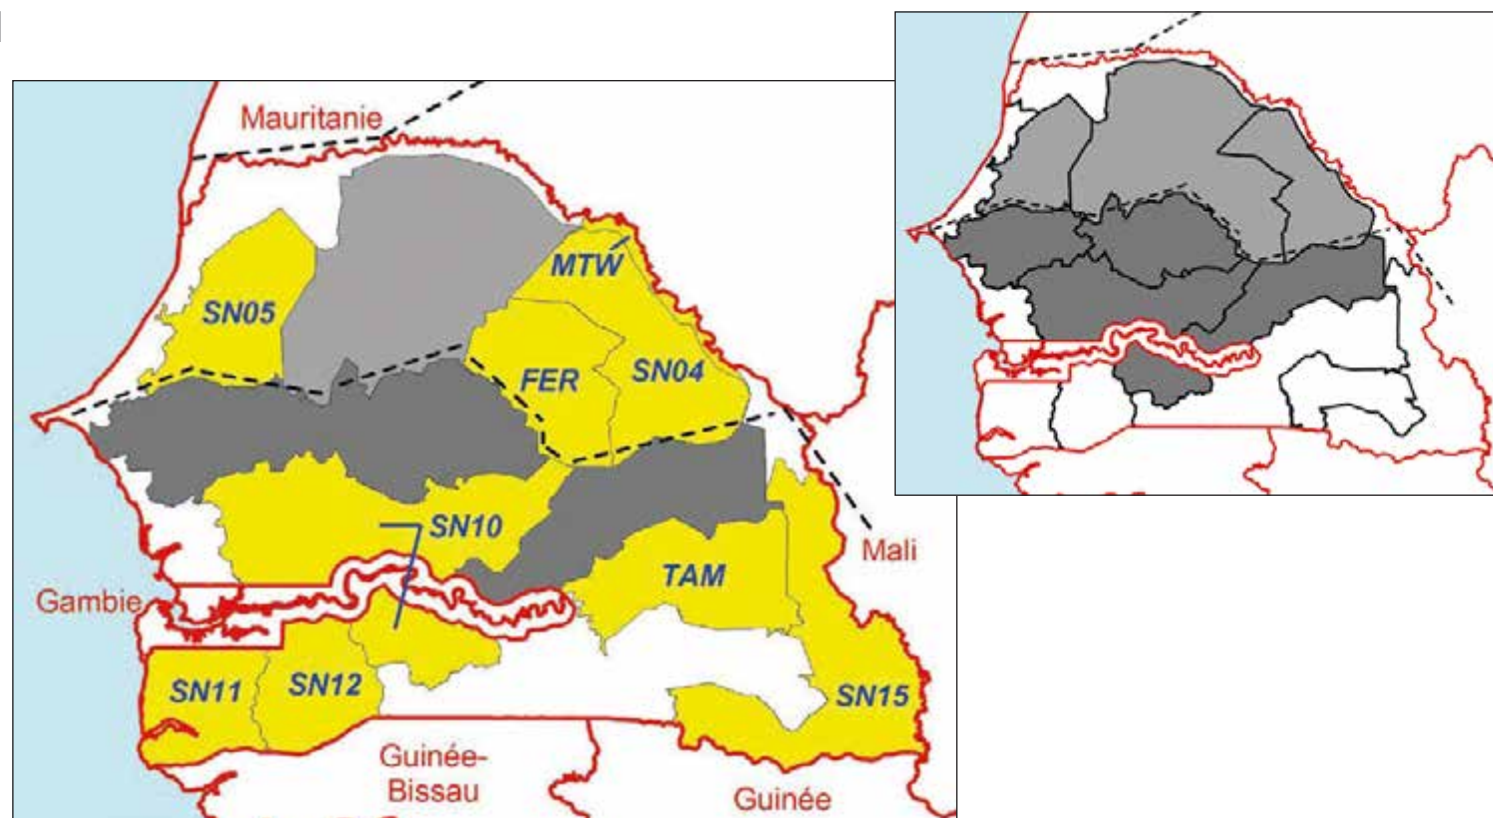 Mauritanie
MTW
SN05
FER
SN04
SN10
Mali
TAM
Gambie
SN11
SN12
SN15
Guinée-
Bissau
Guinée